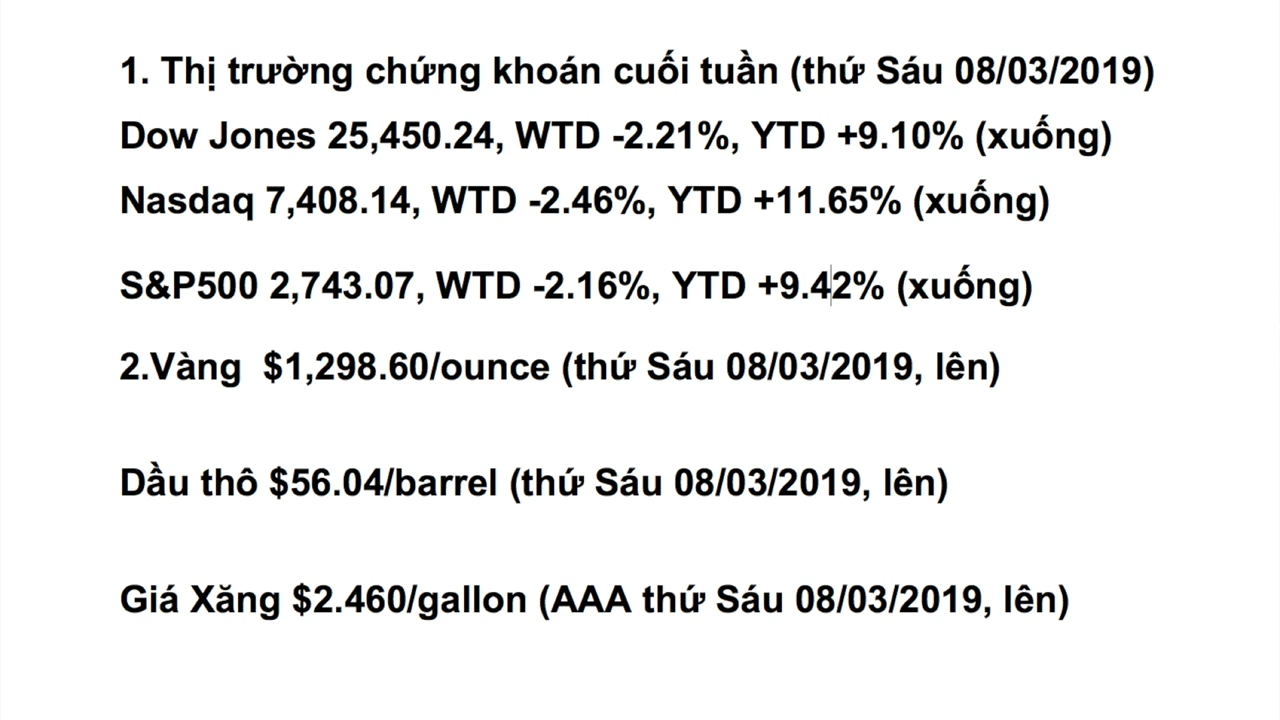 1. Thị trường chứng khoán cuối tuần (thứ Sáu 08/03/2019)
Dow Jones 25,450.24, WTD -2.21%, YTD +9.10% (xuống)
Nasdaq 7,408.14, WTD -2.46%, YTD +11.65% (xuống)
S&P500 2,743.07, WTD -2.16%, YTD +9.42% (xuống)
2.Vàng  $1,298.60/ounce (thứ Sáu 08/03/2019, lên)
Dầu thô $56.04/barrel (thứ Sáu 08/03/2019, lên)
Giá Xăng $2.460/gallon (AAA thứ Sáu 08/03/2019, lên)